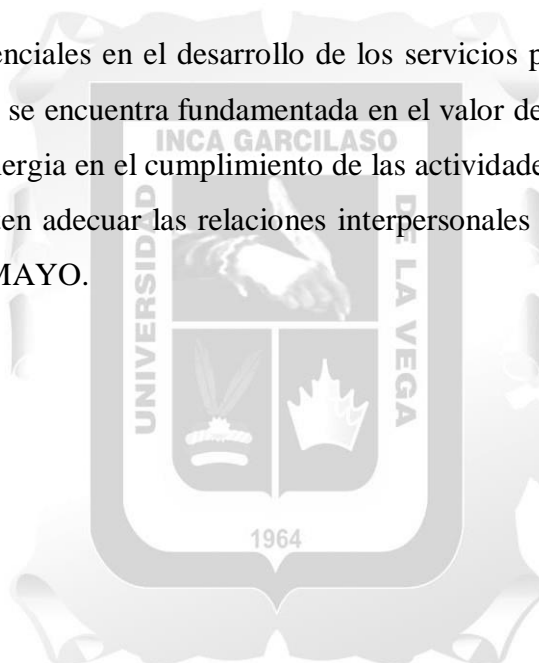 enciales en el desarrollo de los servicios p
se encuentra fundamentada en el valor de
INCA GARCILASO
nergia en el cumplimiento de las actividade
en adecuar las relaciones interpersonales
MAYO.
UNIVERSIDAD
DE LA VEGA
1964